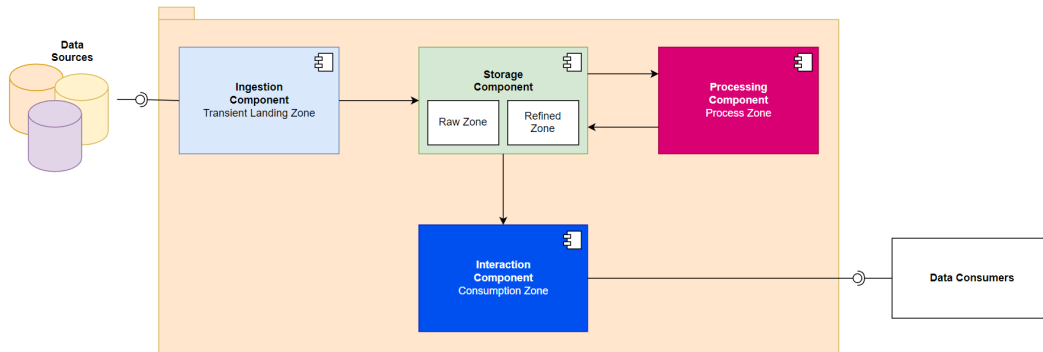 Data
Sources
Ingestion
Component
Transient Landing Zone
Storage
Component
Raw Zone
Refined
Zone
Processing
Component
Process Zone
Interaction
Component
Consumption Zone
Data Consumers